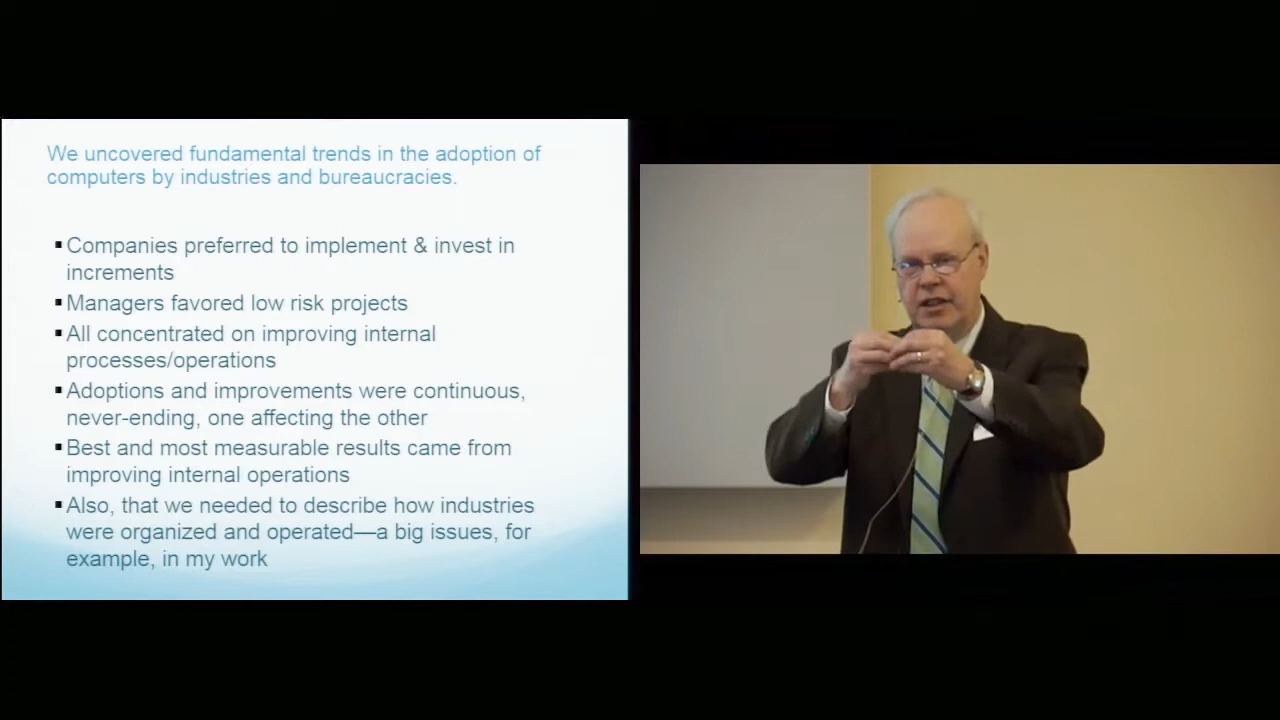 We uncovered fundamental trends in the adoption of
computers by industries and bureaucracies.
▪Companies preferred to implement & invest in
increments
▪Managers favored low risk projects
▪All concentrated on improving internal
processes/operations
▪Adoptions and improvements were continuous,
never-ending, one affecting the other
▪Best and most measurable results came from
improving internal operations
▪Also, that we needed to describe how industries
were organized and operated—a big issues, for
example, in my work